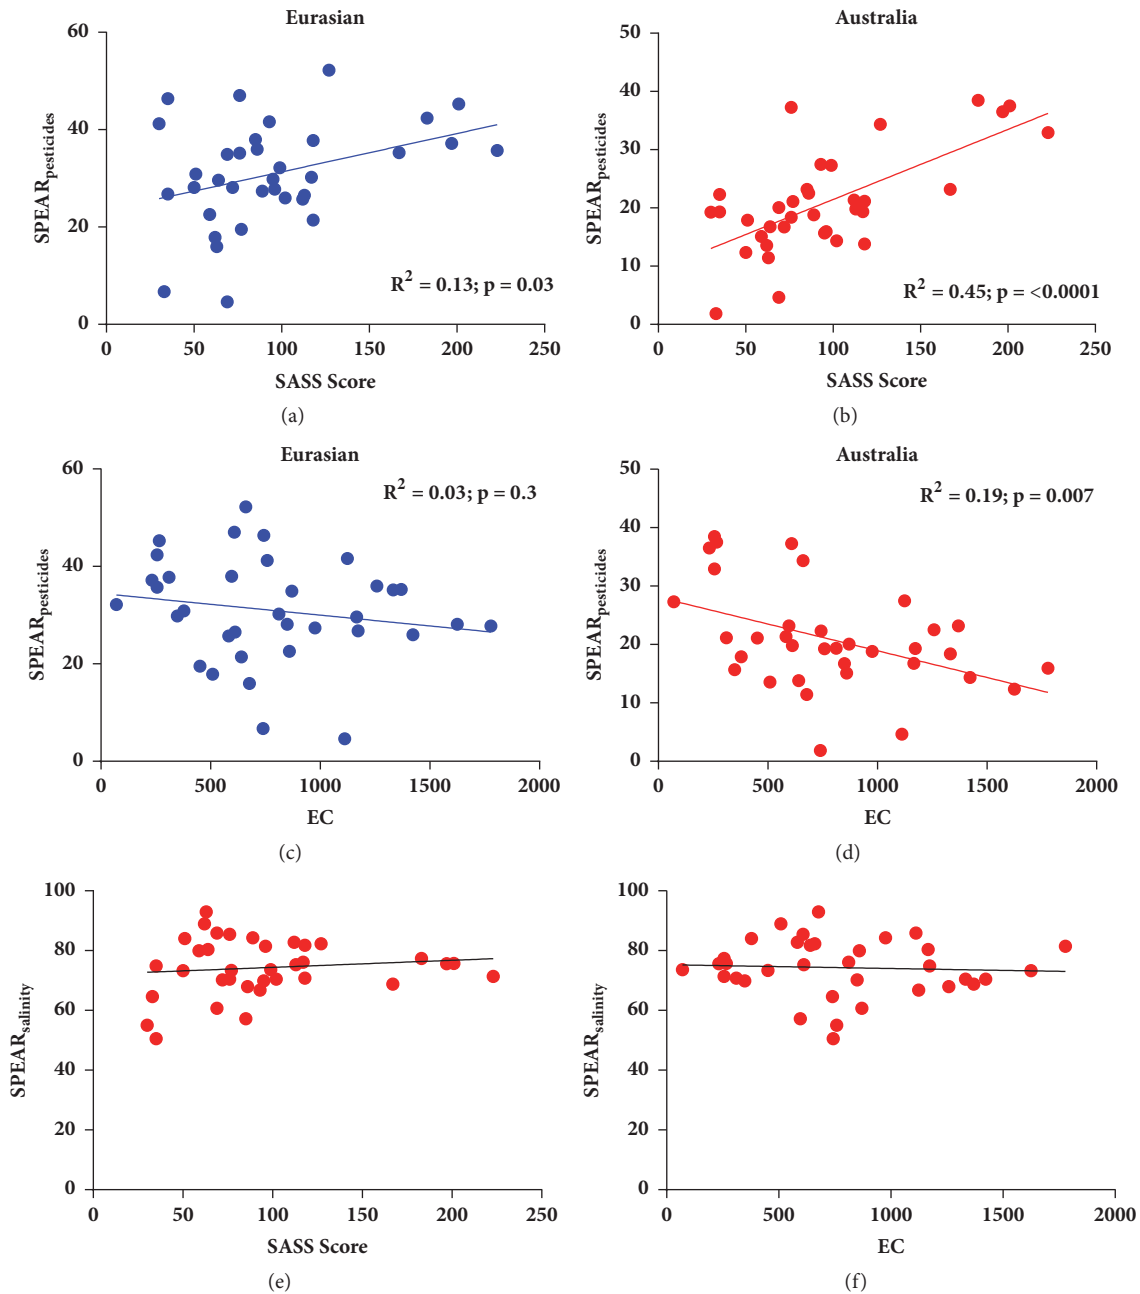 Eurasian
60
40
20
0
0 50 100 150 200 250
SPEARpesticides
R2 = 0.13; p = 0.03
SASS Score
(a)
Australia
50
40
30
20
10
0
0 50 100 150 200 250
SPEARpesticides
R2 = 0.45; p = <0.0001
SASS Score
(b)
Eurasian
60
40
20
0
0 500 1000 1500 2000
SPEARpesticides
R2 = 0.03; p = 0.3
EC
(c)
Australia
50
40
30
20
10
0
0 500 1000 1500 2000
SPEARpesticides
R2 = 0.19; p = 0.007
EC
(d)
100
80
60
40
20
0
0 50 100 150 200 250
SPEARsalinity
SASS Score
(e)
100
80
60
40
20
0
0 500 1000 1500 2000
SPEARsalinity
EC
(f)